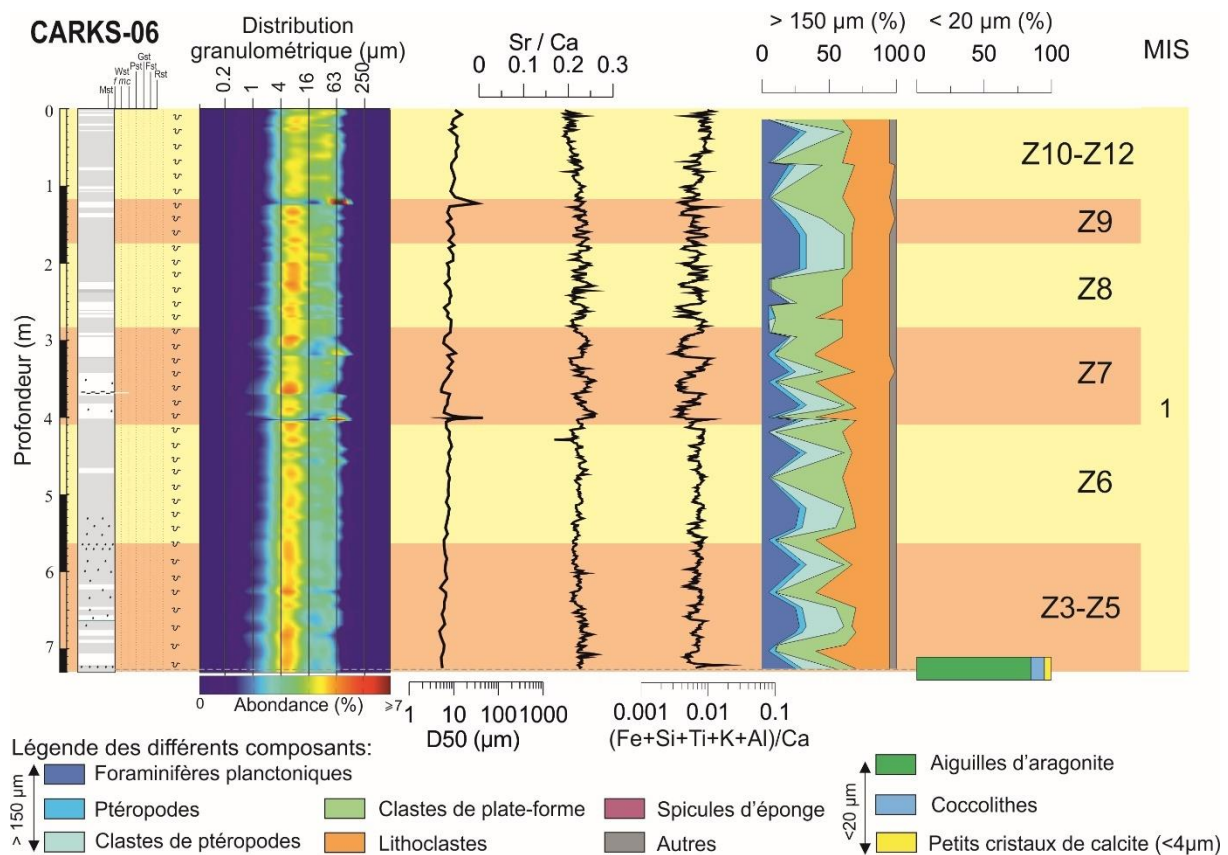 CARKS-06
Distribution
granulométrique (µm)
Sr / Ca
> 150 µm (%)
< 20 µm (%)
MIS
Mst
Wst
f mc
Pst
Gst
Fst
Rst
0.2
1
4
16
63
250
0
0.1
0.2
0.3
0
50
100
0
50
100
Profondeur (m)
0
1
2
3
4
5
6
7
Z10-Z12
Z9
Z8
Z7
Z6
Z3-Z5
1
0
Abondance (%)
⩾7
1
10
100
1000
D50 (µm)
0.001
0.01
0.1
(Fe+Si+Ti+K+Al)/Ca
Légende des différents composants:
> 150 µm
Foraminifères planctoniques
Ptéropodes
Clastes de ptéropodes
Clastes de plate-forme
Lithoclastes
Spicules d'éponge
Autres
<20 µm
Aiguilles d'aragonite
Coccolithes
Petits cristaux de calcite (<4µm)